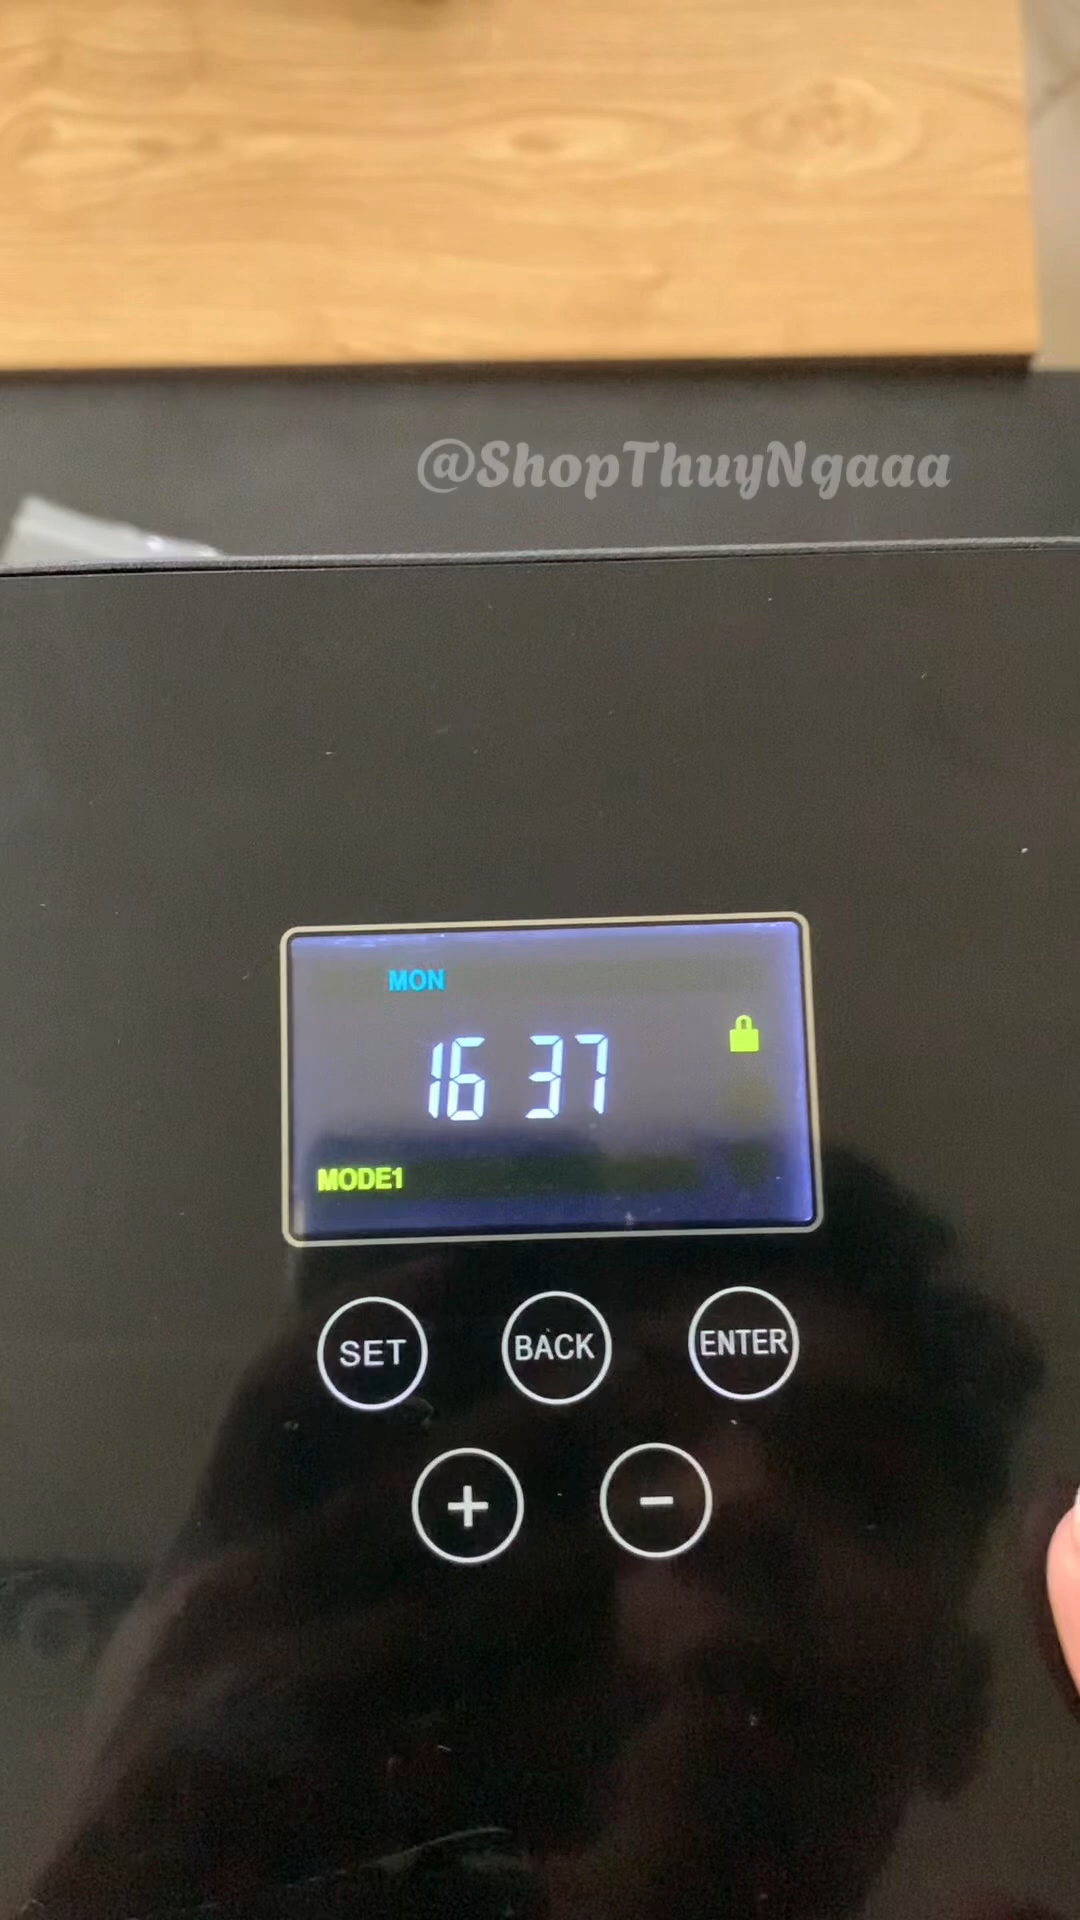 @ShopThuyNgaaa
MON
16 37
MODE1
SET BACK ENTER
+ -